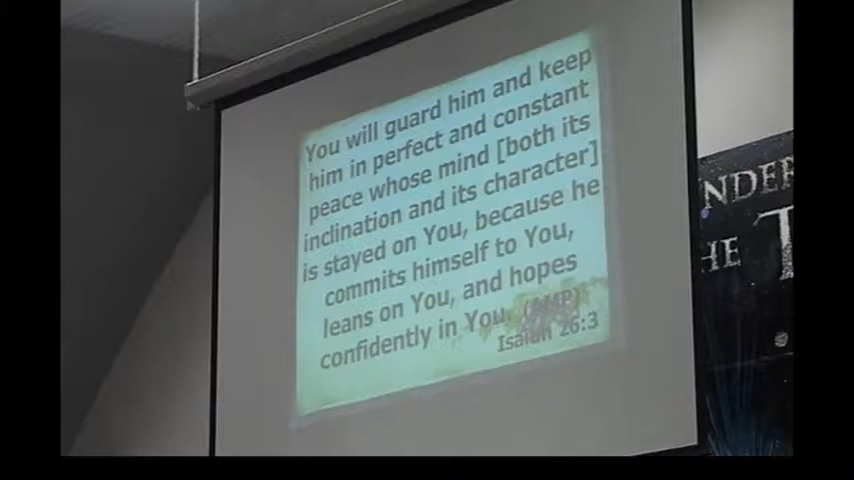 You will guard him and keep
him in perfect and constant
peace whose mind [both its
inclination and its character]
is stayed on You, because he
commits himself to You,
leans on You, and hopes
confidently in You. (AMP)
Isaiah 26:3
NDER
HE T